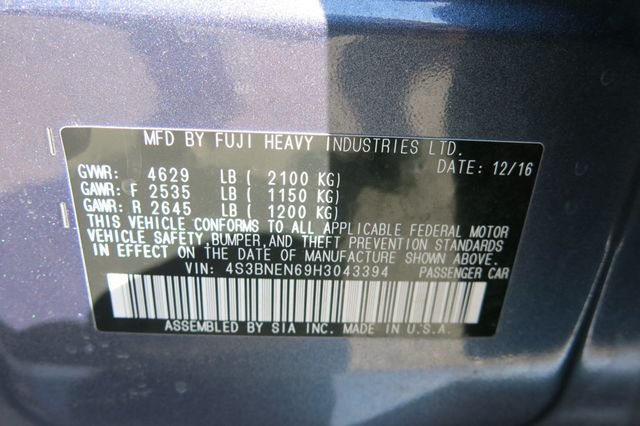 MFD BY FUJI HEAVY INDUSTRIES LTD.
DATE: 12/16
GVWR: 4629 LB ( 2100 KG)
GAWR: F 2535 LB ( 1150 KG)
GAWR: R 2645 LB ( 1200 KG)
THIS VEHICLE CONFORMS TO ALL APPLICABLE FEDERAL MOTOR
VEHICLE SAFETY, BUMPER, AND THEFT PREVENTION STANDARDS
IN EFFECT ON THE DATE OF MANUFACTURE SHOWN ABOVE.
VIN: 4S3BNEN69H3043394 PASSENGER CAR
ASSEMBLED BY SIA INC. MADE IN U.S.A.